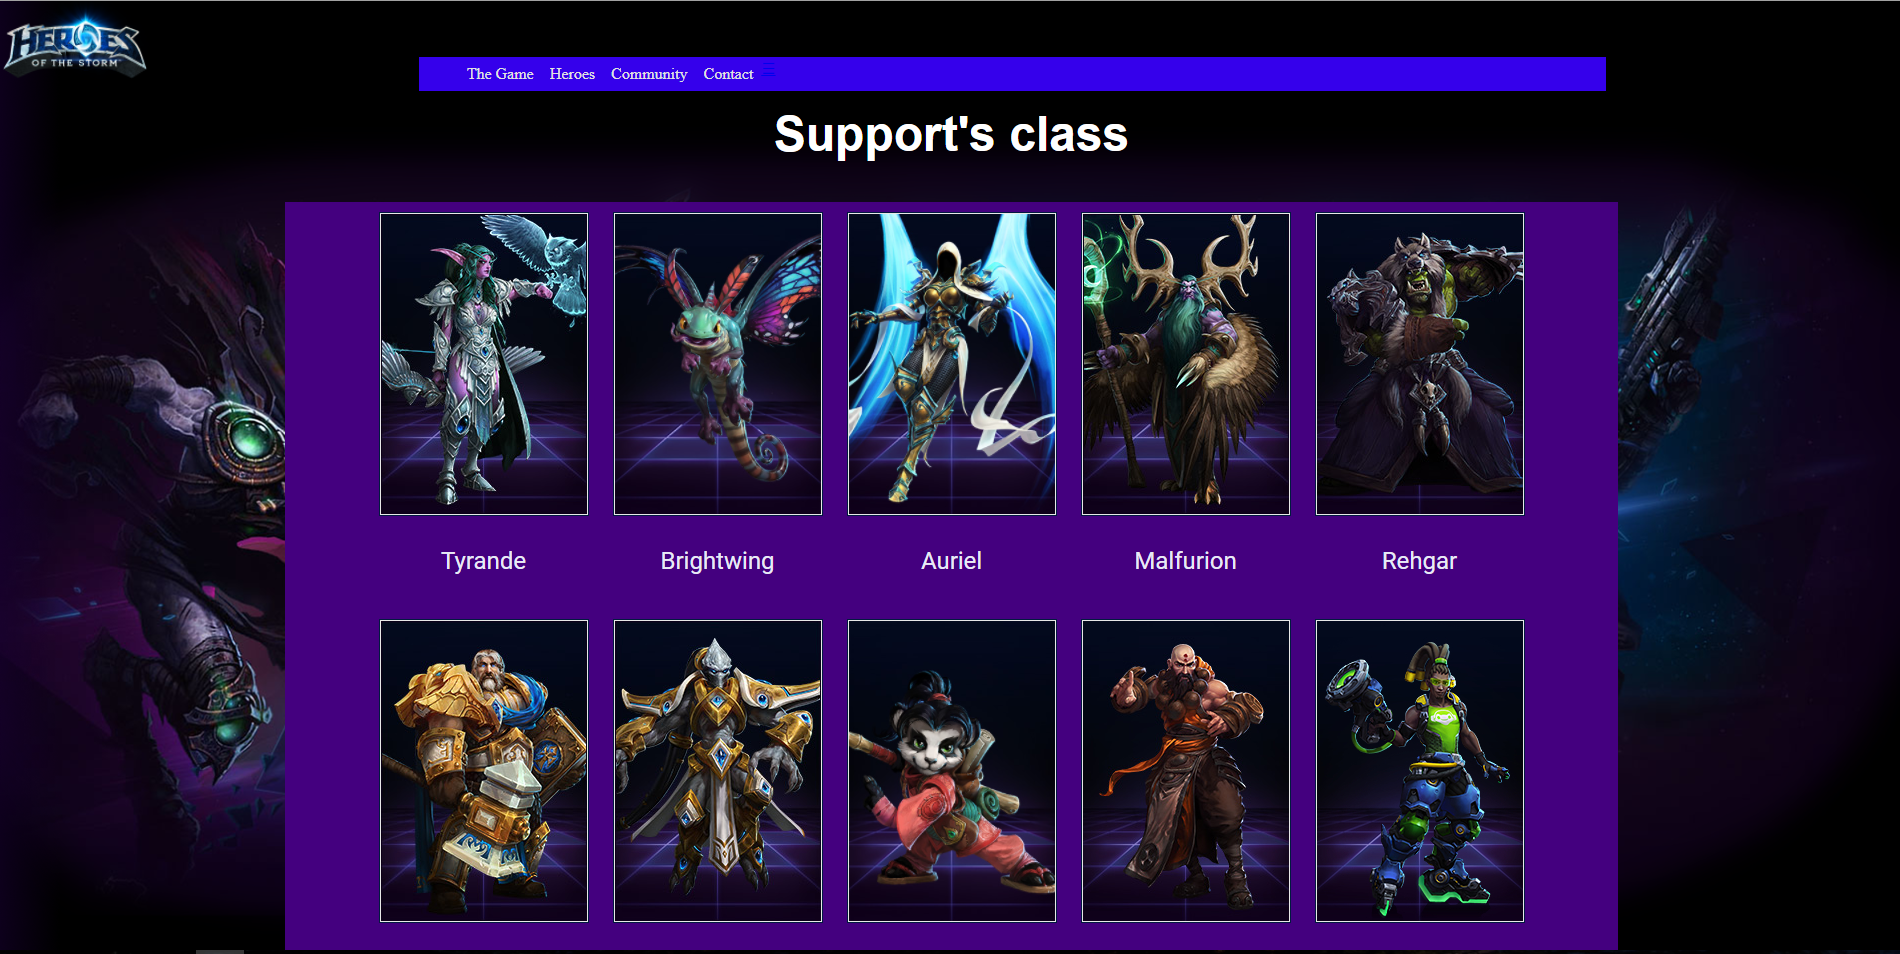 HEROES
OF THE STORM
The Game Heroes Community Contact
Support's class
Tyrande Brightwing Auriel Malfurion Rehgar